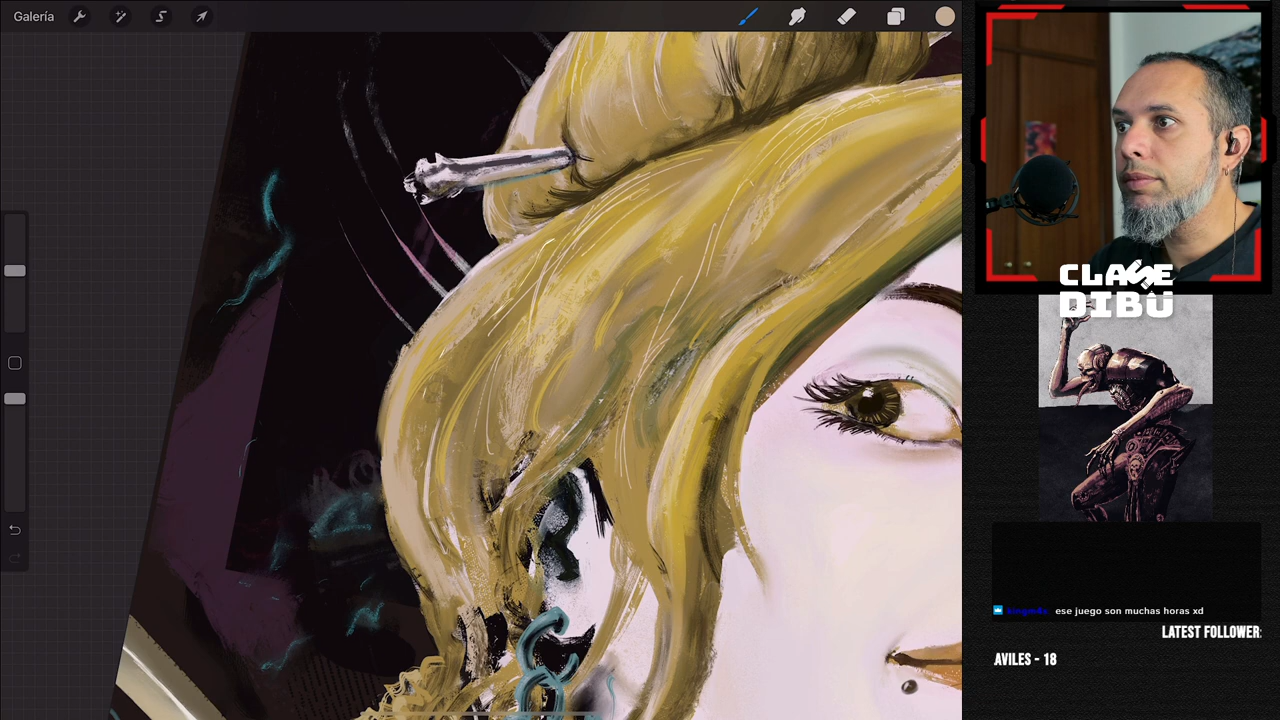 Galería
CLASE
DIBU
ese juego son muchas horas xd
LATEST FOLLOWER:
AVILES - 18